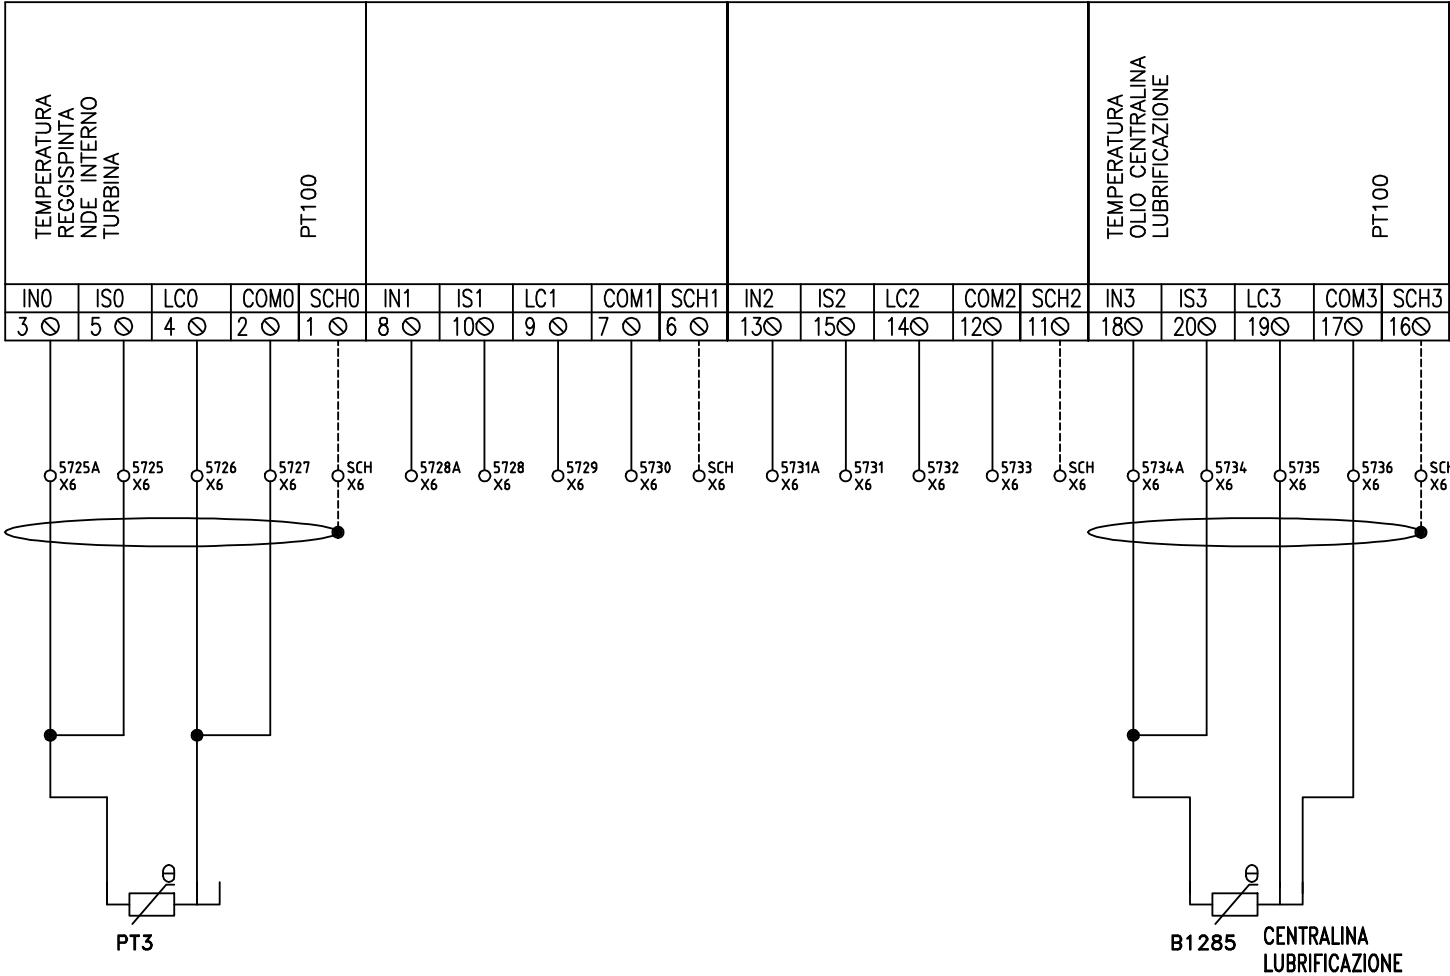 TEMPERATURA
REGGISPINTA
NDE INTERNO
TURBINA
PT100
TEMPERATURA
OLIO CENTRALINA
LUBRIFICAZIONE
PT100
IN0 IS0 LC0 COM0 SCH0 IN1 IS1 LC1 COM1 SCH1 IN2 IS2 LC2 COM2 SCH2 IN3 IS3 LC3 COM3 SCH3
3 5 4 2 1 8 10 9 7 6 13 15 14 12 11 18 20 19 17 16
5725A 5725 5726 5727 SCH 5728A 5728 5729 5730 SCH 5731A 5731 5732 5733 SCH 5734A 5734 5735 5736 SCH
X6 X6 X6 X6 X6 X6 X6 X6 X6 X6 X6 X6 X6 X6 X6 X6 X6 X6 X6 X6
θ θ
PT3
B1285
CENTRALINA
LUBRIFICAZIONE